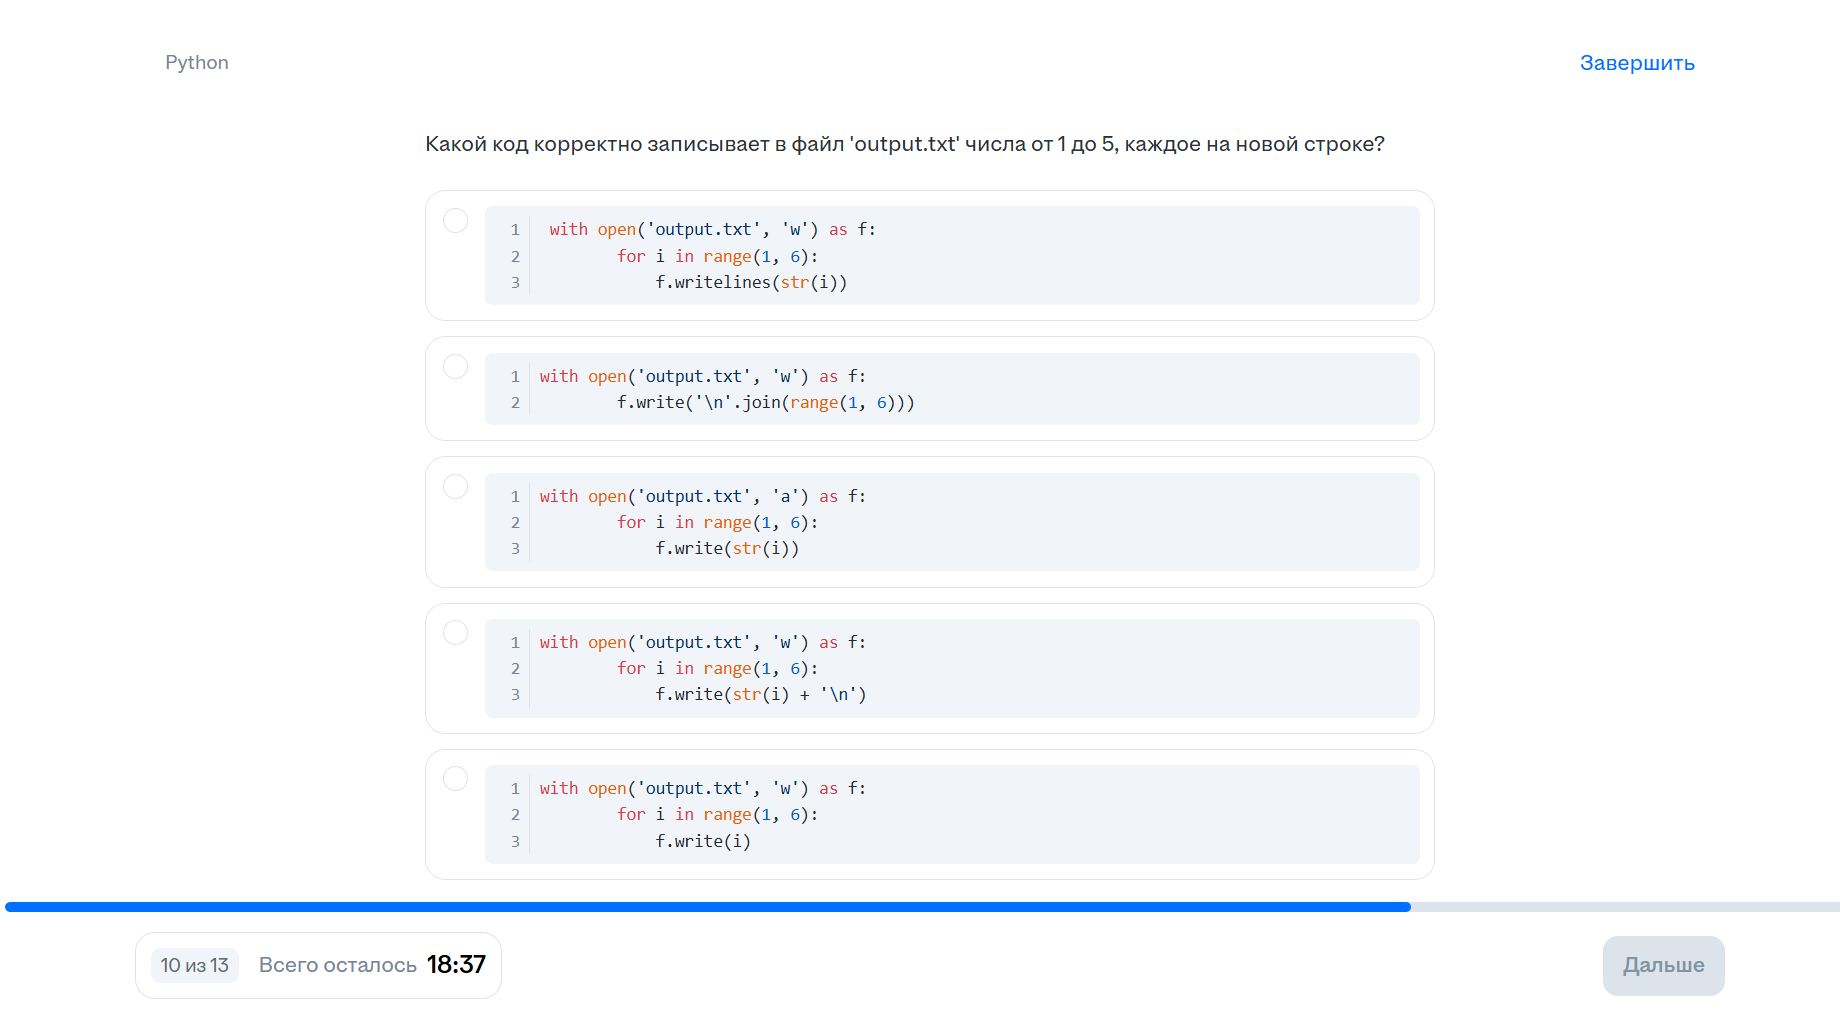 Python
Завершить
Какой код корректно записывает в файл 'output.txt' числа от 1 до 5, каждое на новой строке?
1 with open('output.txt', 'w') as f:
2 for i in range(1, 6):
3 f.writelines(str(i))
1 with open('output.txt', 'w') as f:
2 f.write('\n'.join(range(1, 6)))
1 with open('output.txt', 'a') as f:
2 for i in range(1, 6):
3 f.write(str(i))
1 with open('output.txt', 'w') as f:
2 for i in range(1, 6):
3 f.write(str(i) + '\n')
1 with open('output.txt', 'w') as f:
2 for i in range(1, 6):
3 f.write(i)
10 из 13 Всего осталось 18:37
Дальше